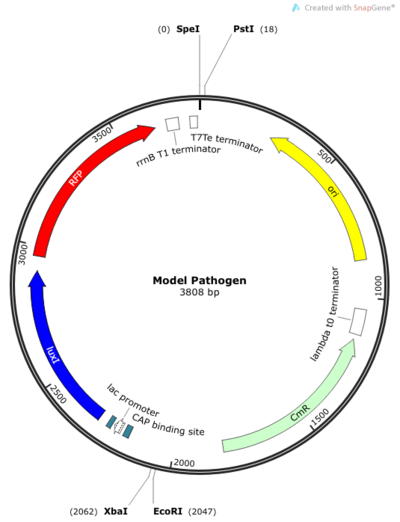 Created with SnapGene®
(0) SpeI
PstI (18)
T7Te terminator
rrnB T1 terminator
500
ori
1000
lambda t0 terminator
CmR
1500
2000
EcoRI (2047)
(2062) XbaI
CAP binding site
lac promoter
luxI
2500
3000
RFP
3500
Model Pathogen
3808 bp